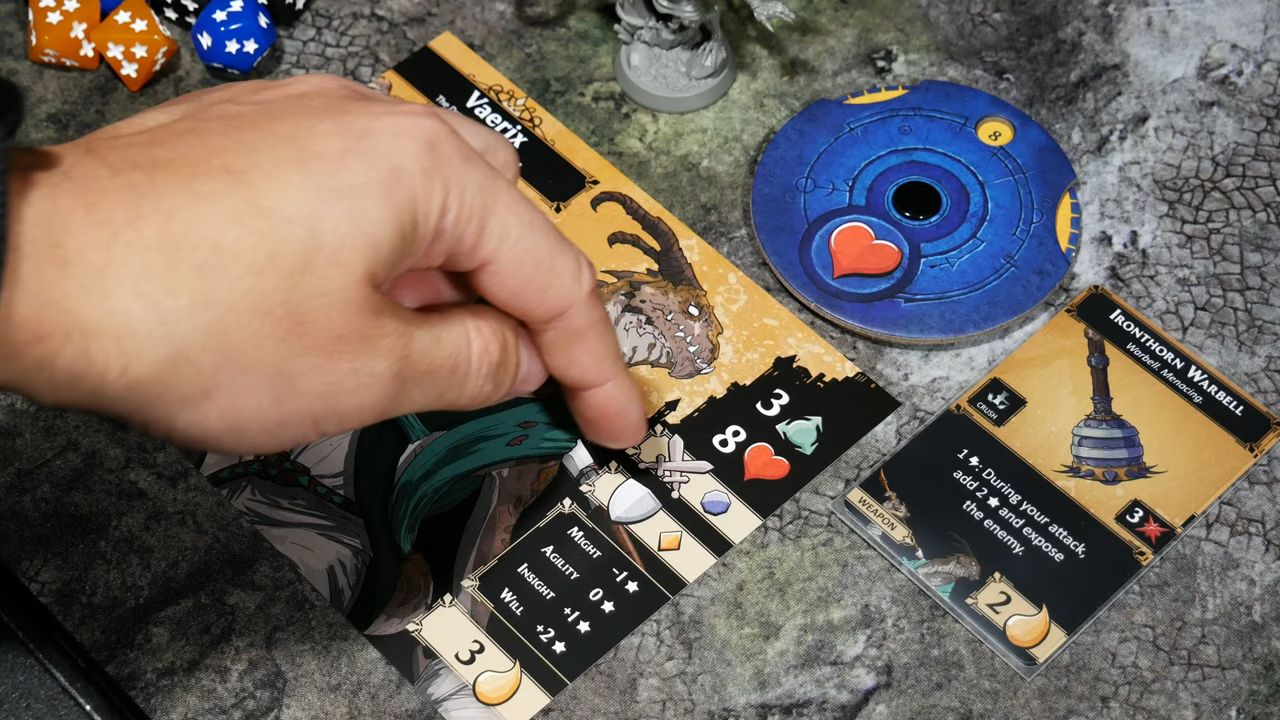 Vaerix
The
3
8
Might -1
Agility 0
Insight +1
Will +2
3
8
Ironthorn Warbell
Warbell. Menacing.
CRUSH
1 : During your attack,
add 2 and expose
the enemy.
3
WEAPON
2